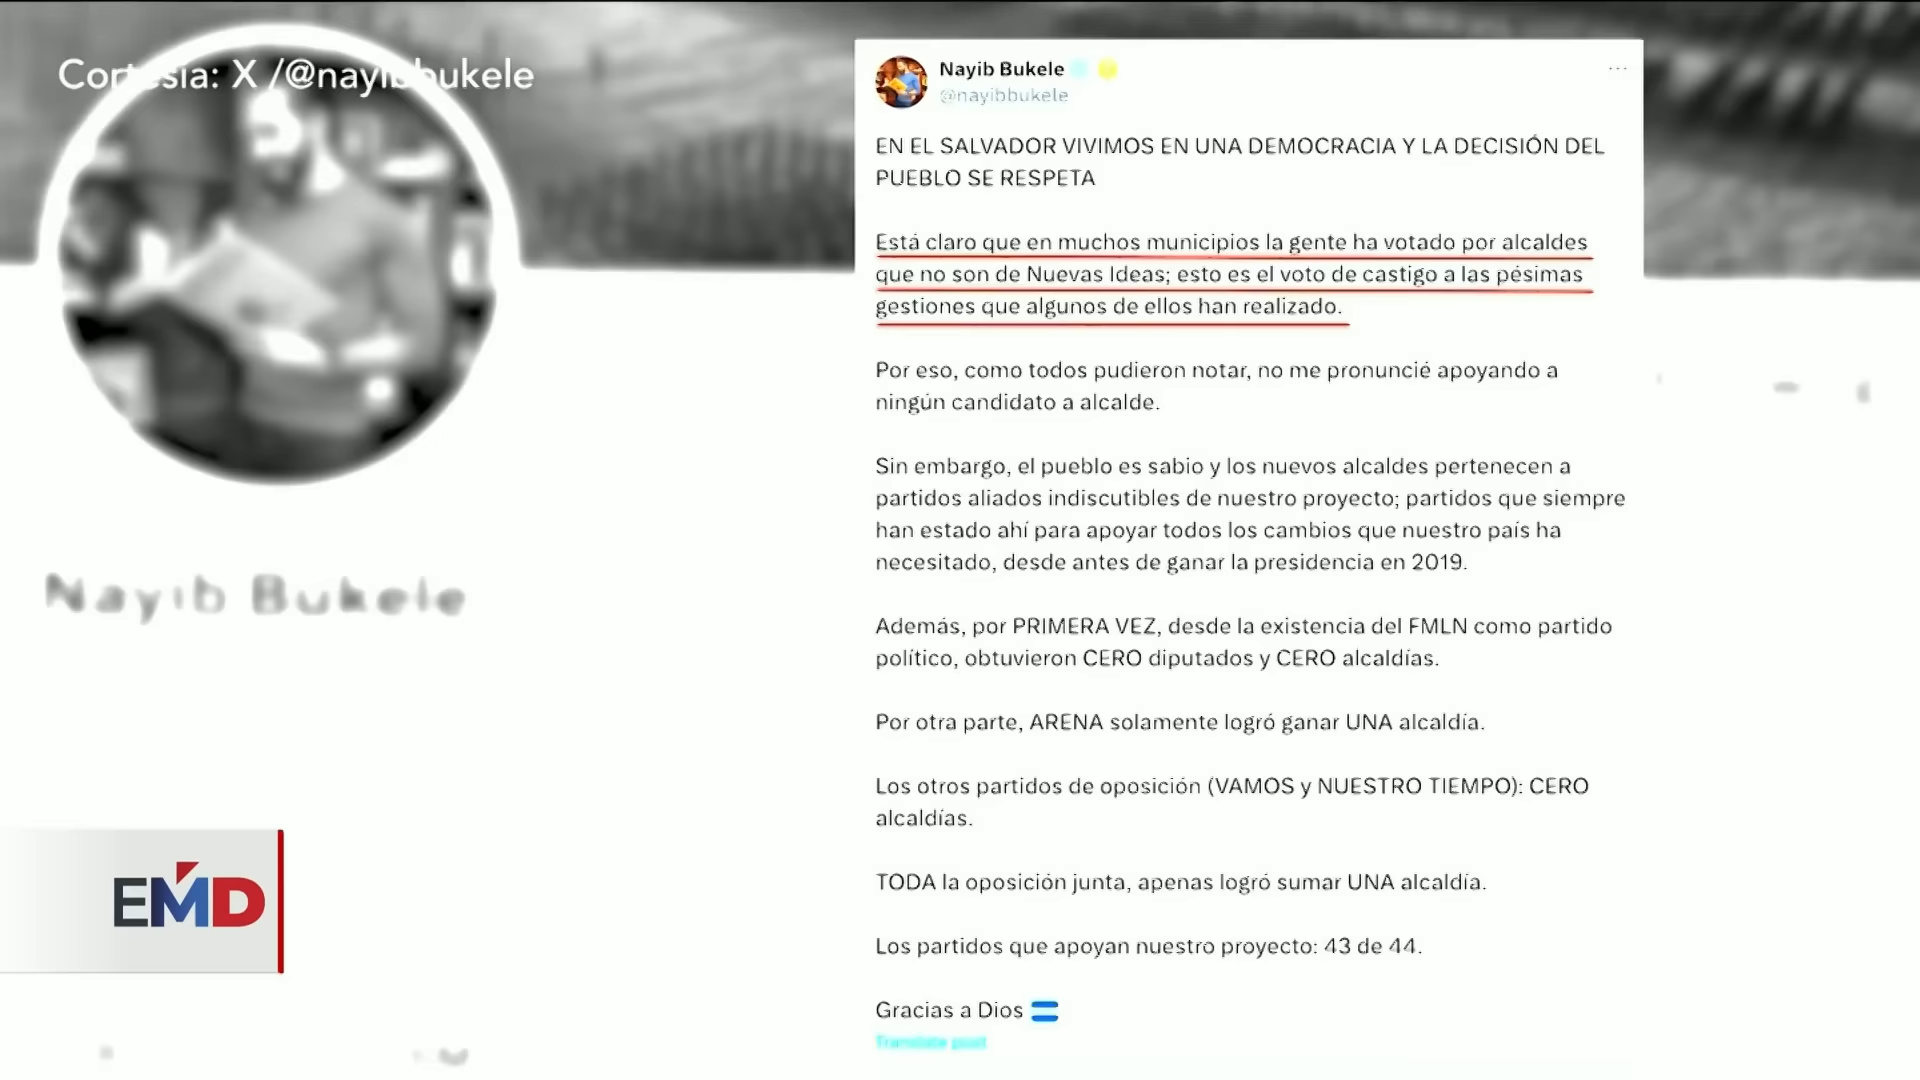 Cortesía: X /@nayibbukele
Nayib Bukele
EMD
Nayib Bukele
@nayibbukele
EN EL SALVADOR VIVIMOS EN UNA DEMOCRACIA Y LA DECISIÓN DEL
PUEBLO SE RESPETA
Está claro que en muchos municipios la gente ha votado por alcaldes
que no son de Nuevas Ideas; esto es el voto de castigo a las pésimas
gestiones que algunos de ellos han realizado.
Por eso, como todos pudieron notar, no me pronuncié apoyando a
ningún candidato a alcalde.
Sin embargo, el pueblo es sabio y los nuevos alcaldes pertenecen a
partidos aliados indiscutibles de nuestro proyecto; partidos que siempre
han estado ahí para apoyar todos los cambios que nuestro país ha
necesitado, desde antes de ganar la presidencia en 2019.
Además, por PRIMERA VEZ, desde la existencia del FMLN como partido
político, obtuvieron CERO diputados y CERO alcaldías.
Por otra parte, ARENA solamente logró ganar UNA alcaldía.
Los otros partidos de oposición (VAMOS y NUESTRO TIEMPO): CERO
alcaldías.
TODA la oposición junta, apenas logró sumar UNA alcaldía.
Los partidos que apoyan nuestro proyecto: 43 de 44.
Gracias a Dios
Translate post